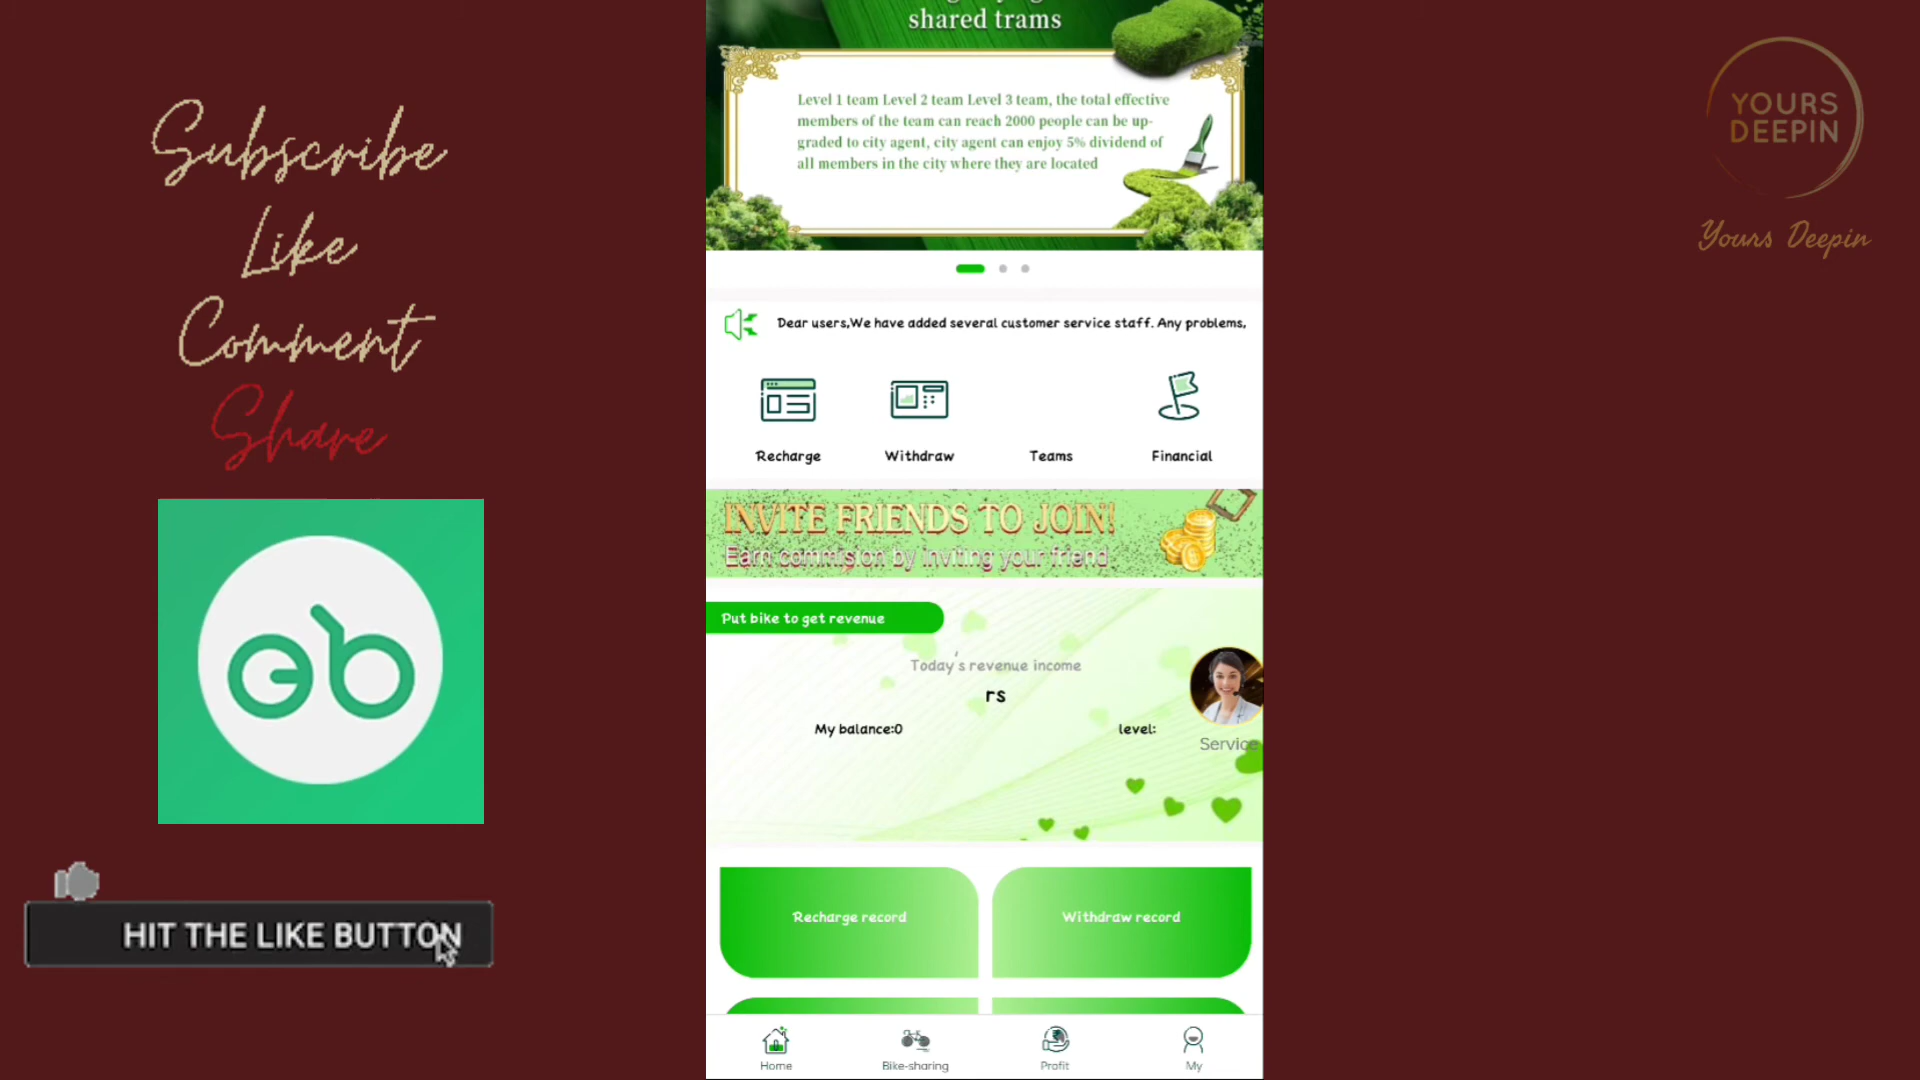 Subscribe
Like
Comment
Share
HIT THE LIKE BUTTON
shared trams
Level 1 team Level 2 team Level 3 team, the total effective
members of the team can reach 2000 people can be up-
graded to city agent, city agent can enjoy 5% dividend of
all members in the city where they are located
Dear users,We have added several customer service staff. Any problems,
Recharge
Withdraw
Teams
Financial
INVITE FRIENDS TO JOIN!
Earn commision by inviting your friend
Put bike to get revenue
Today's revenue income
rs
My balance:0
level:
Service
Recharge record
Withdraw record
Home
Bike-sharing
Profit
My
YOURS
DEEPIN
Yours Deepin